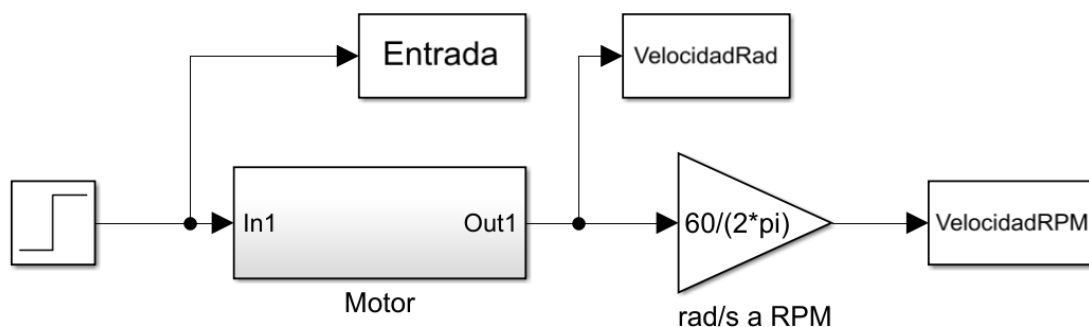 Entrada
VelocidadRad
In1
Out1
60/(2*pi)
VelocidadRPM
Motor
rad/s a RPM